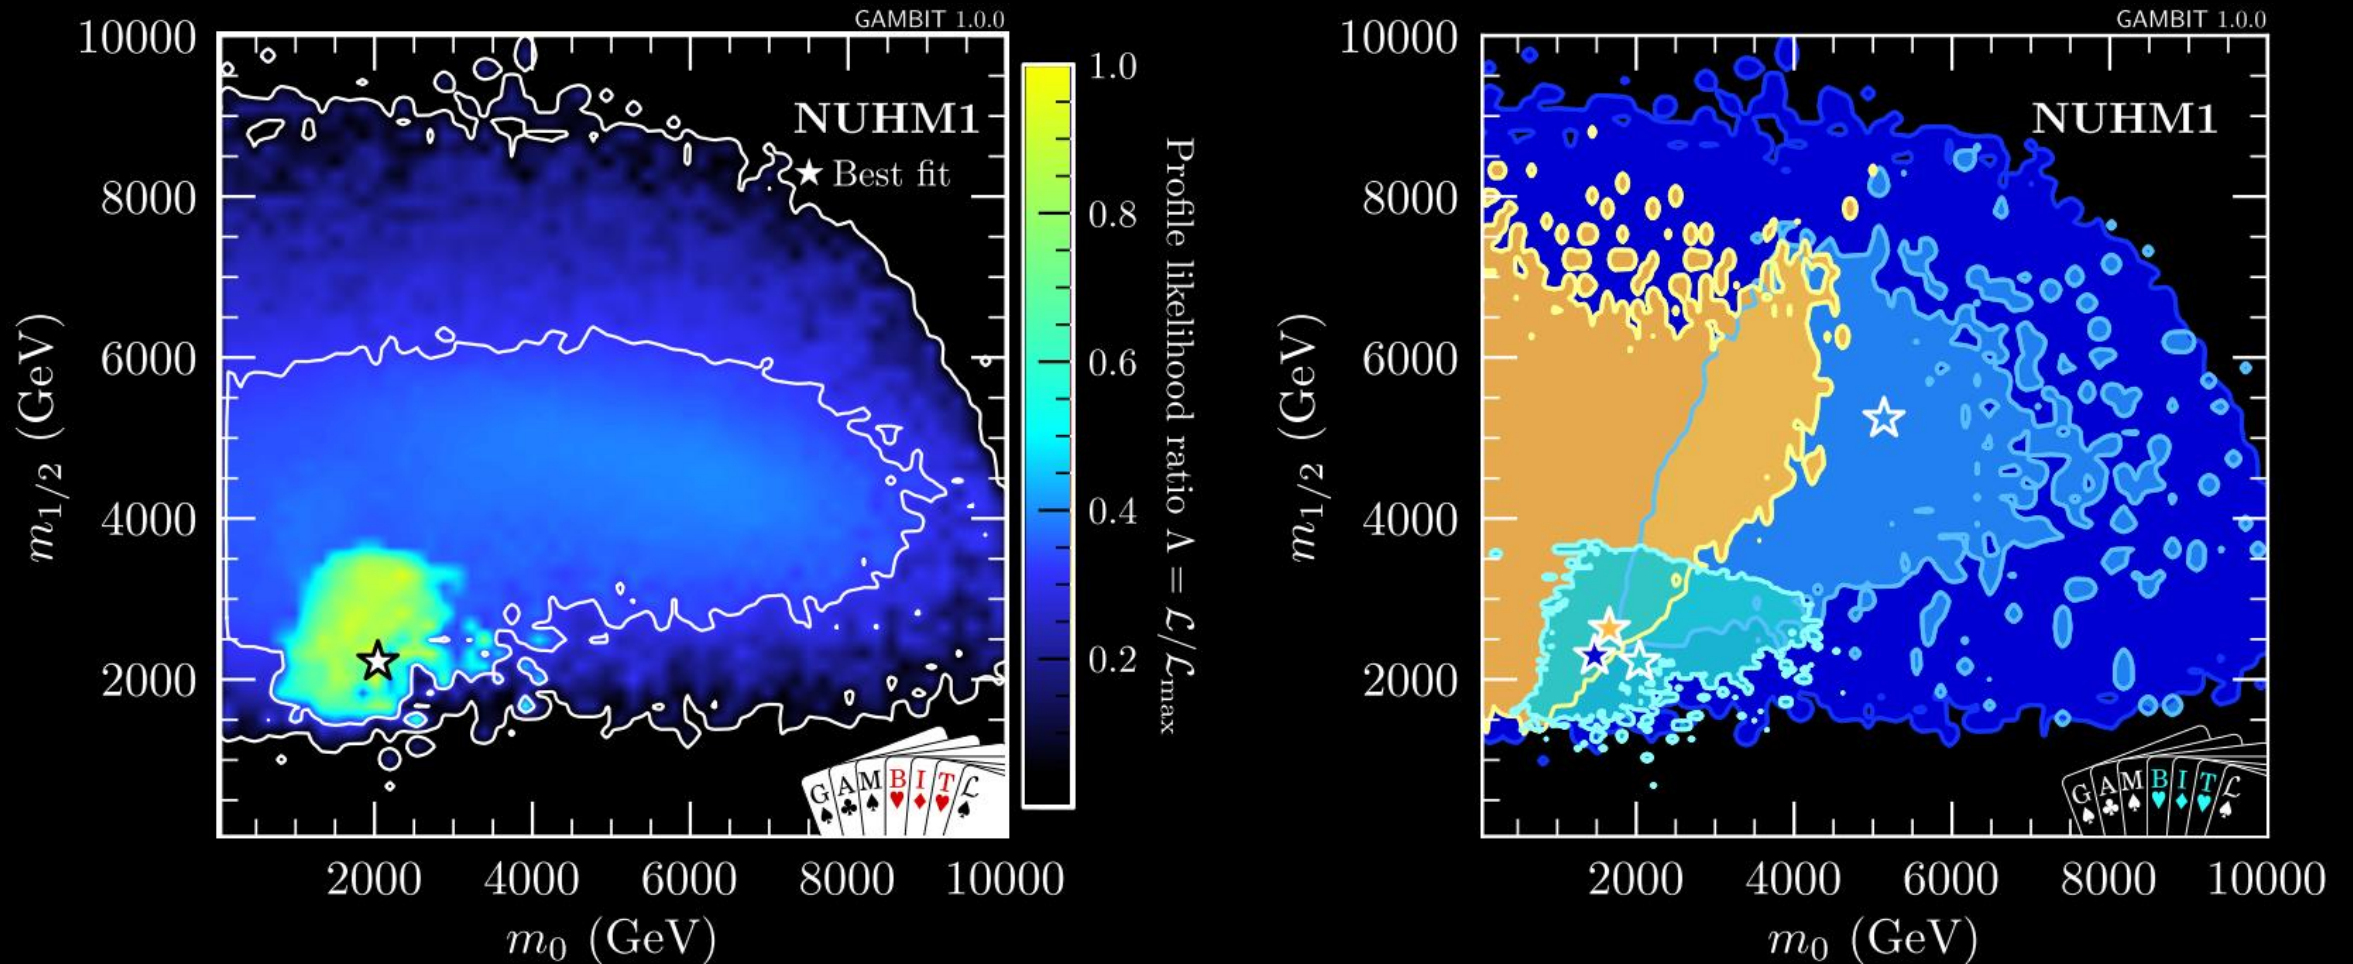 GAMBIT 1.0.0
10000
8000
6000
4000
2000
m1/2 (GeV)
NUHM1
★ Best fit
G A M B I T ℒ
2000 4000 6000 8000 10000
m0 (GeV)
1.0
0.8
0.6
0.4
0.2
Profile likelihood ratio Λ = ℒ/ℒmax
GAMBIT 1.0.0
10000
8000
6000
4000
2000
m1/2 (GeV)
NUHM1
G A M B I T ℒ
2000 4000 6000 8000 10000
m0 (GeV)